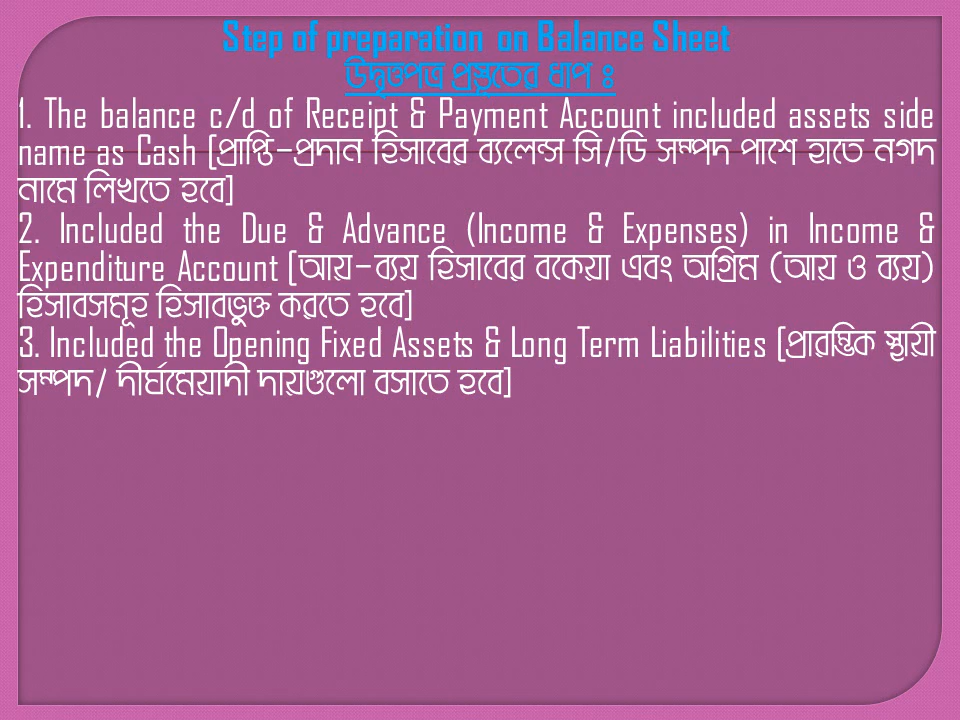 Step of preparation on Balance Sheet
উদ্বৃত্তপত্র প্রস্তুতের ধাপ ঃ
1. The balance c/d of Receipt & Payment Account included assets side
name as Cash [প্রাপ্তি-প্রদান হিসাবের ব্যলেন্স সি/ডি সম্পদ পাশে হাতে নগদ
নামে লিখতে হবে]
2. Included the Due & Advance (Income & Expenses) in Income &
Expenditure Account [আয়-ব্যয় হিসাবের বকেয়া এবং অগ্রিম (আয় ও ব্যয়)
হিসাবসমূহ হিসাবভুক্ত করতে হবে]
3. Included the Opening Fixed Assets & Long Term Liabilities [প্রারম্ভিক স্থায়ী
সম্পদ/ দীর্ঘমেয়াদী দায়গুলো বসাতে হবে]